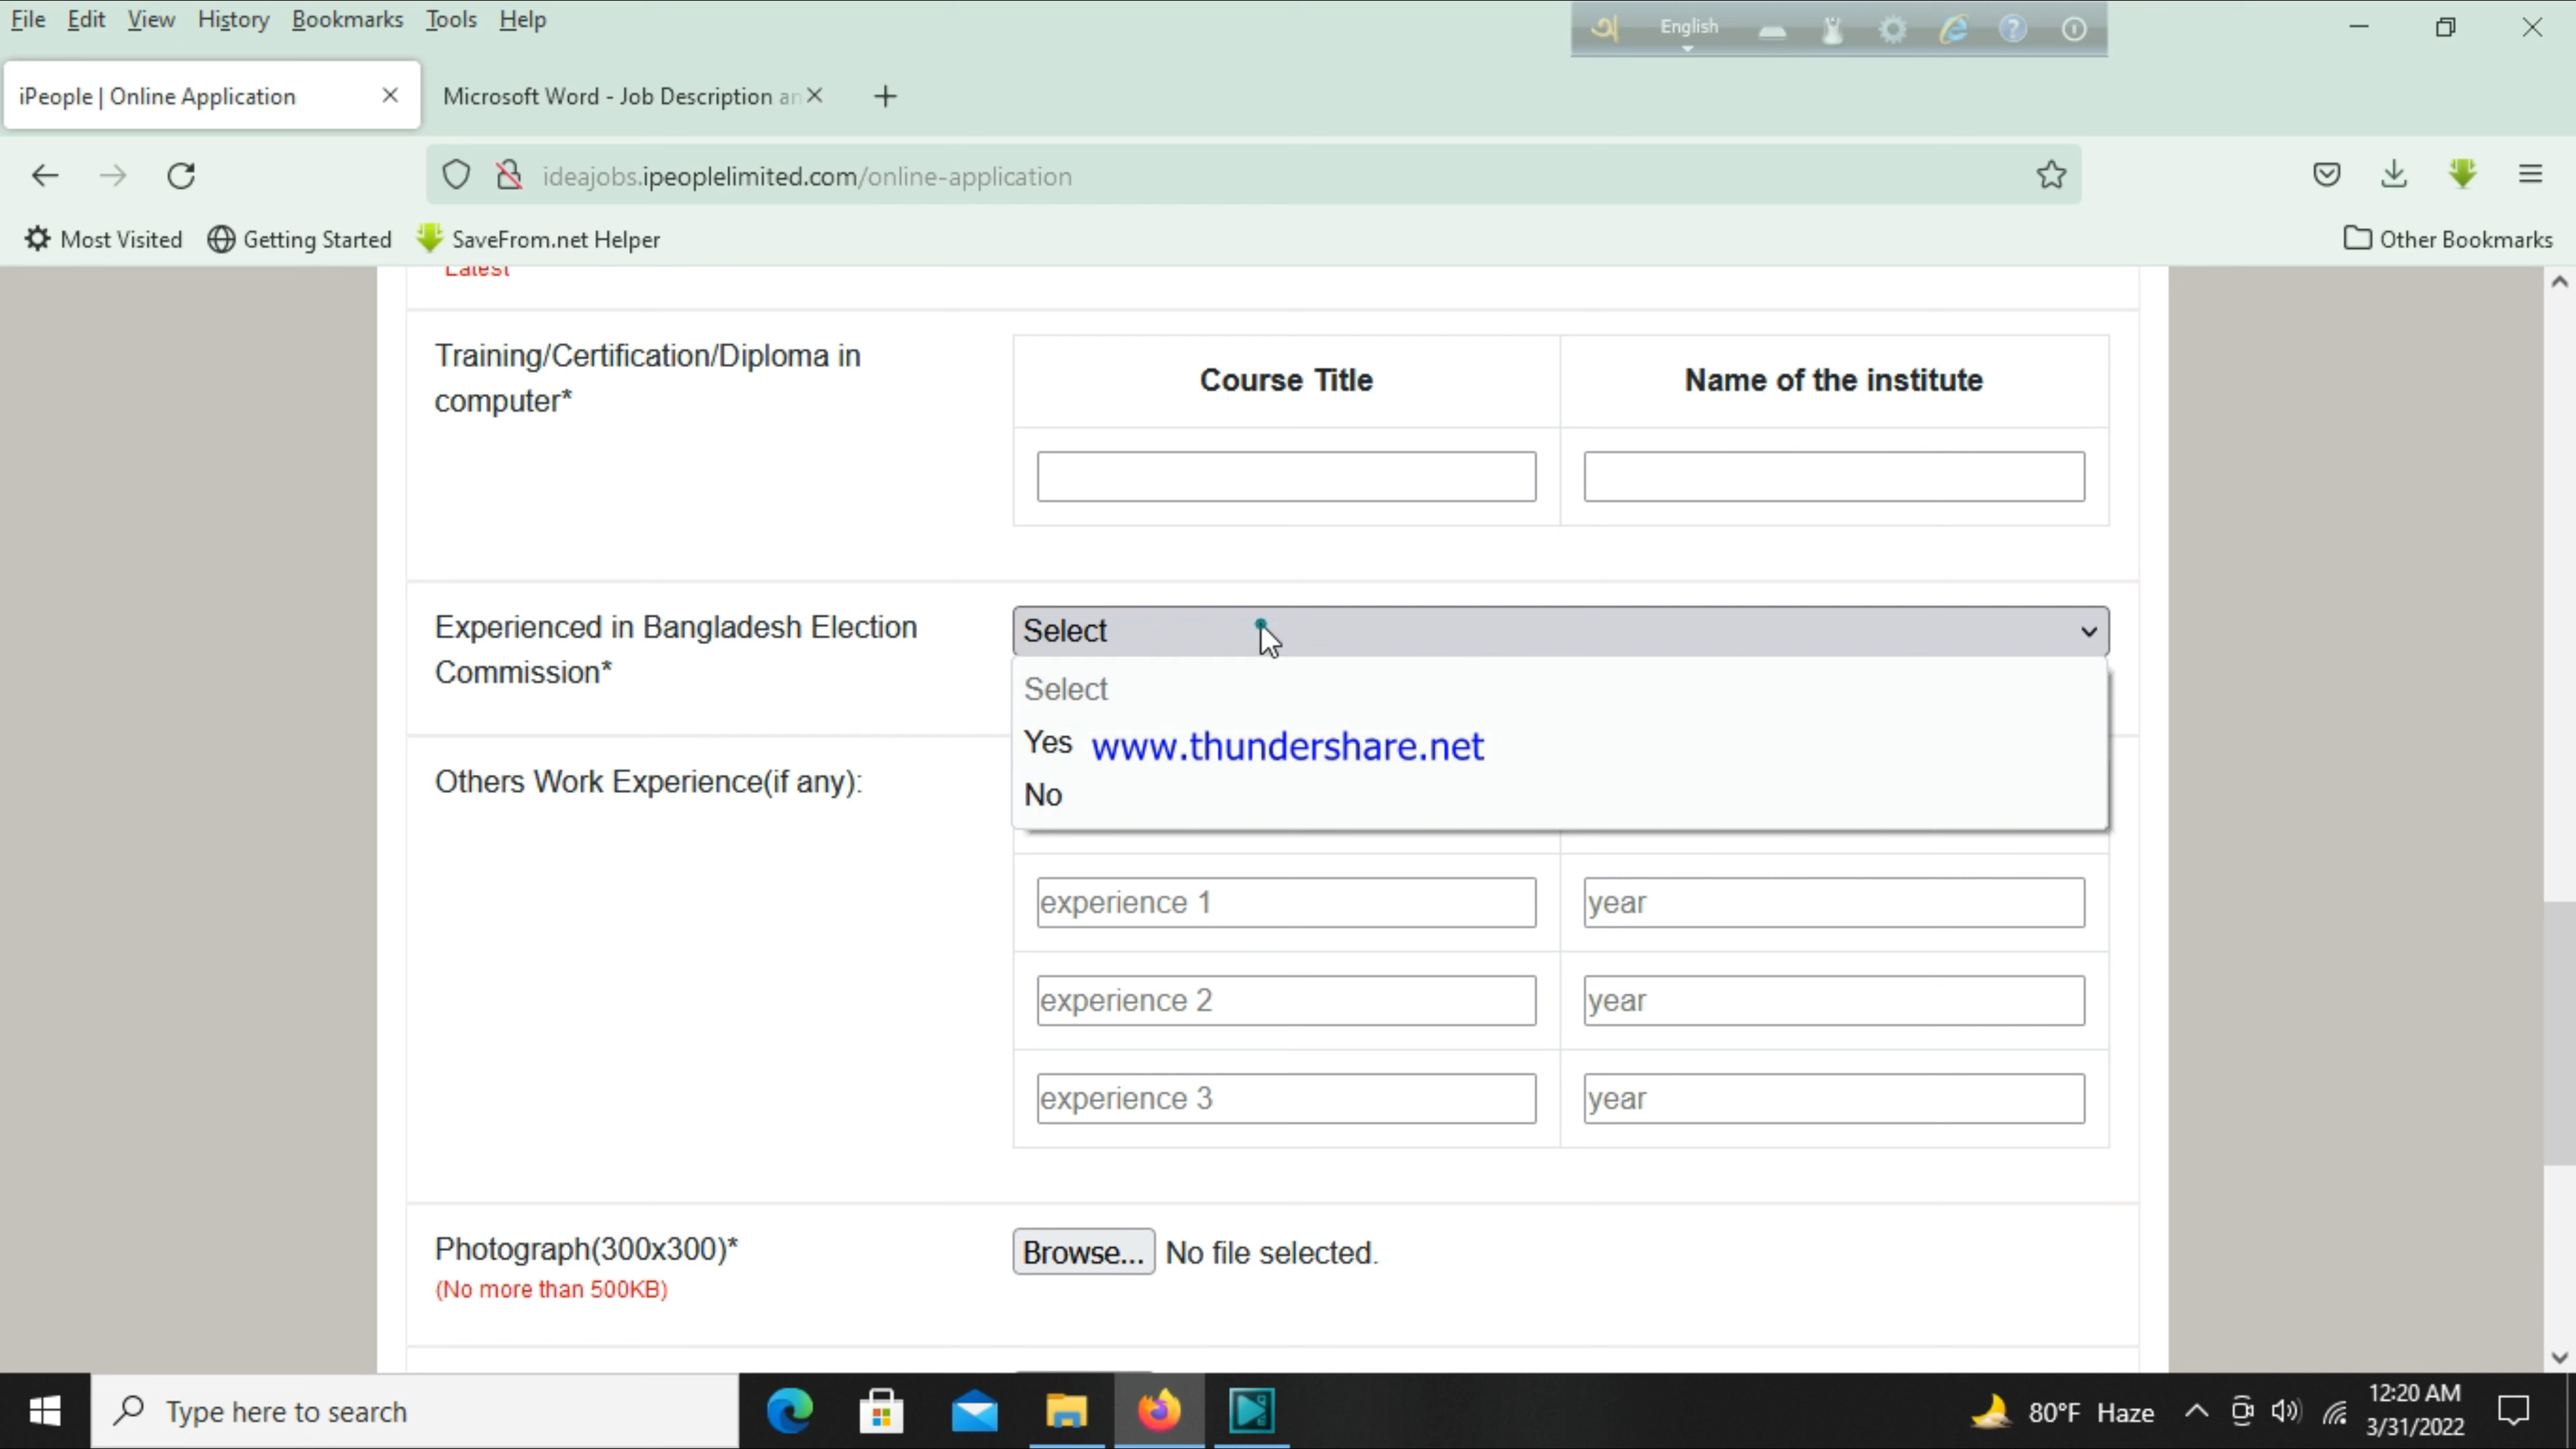 File Edit View History Bookmarks Tools Help
অ English
iPeople | Online Application
Microsoft Word - Job Description an
ideajobs.ipeoplelimited.com/online-application
Most Visited Getting Started SaveFrom.net Helper Other Bookmarks
Latest
Training/Certification/Diploma in
computer*
Course Title Name of the institute
Experienced in Bangladesh Election
Commission*
Select
Select
Yes www.thundershare.net
No
Others Work Experience(if any):
experience 1 year
experience 2 year
experience 3 year
Photograph(300x300)*
(No more than 500KB)
Browse... No file selected.
Type here to search
80°F Haze
12:20 AM
3/31/2022